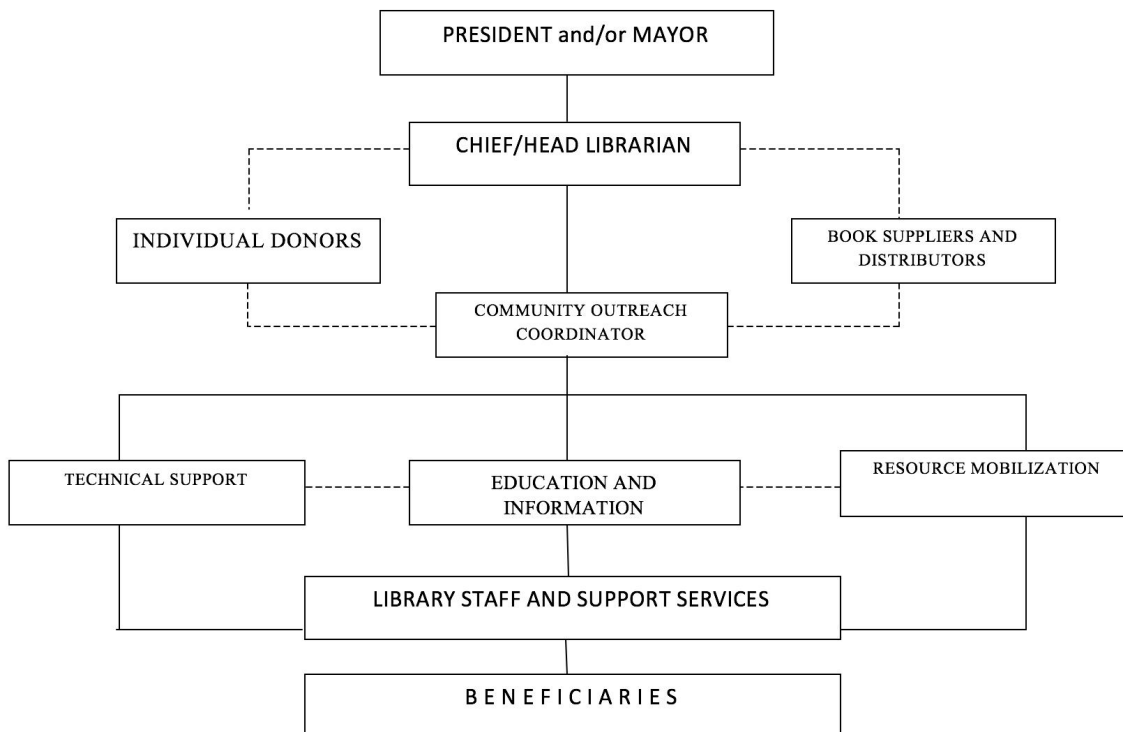 PRESIDENT and/or MAYOR
CHIEF/HEAD LIBRARIAN
INDIVIDUAL DONORS
BOOK SUPPLIERS AND
DISTRIBUTORS
COMMUNITY OUTREACH
COORDINATOR
TECHNICAL SUPPORT
EDUCATION AND
INFORMATION
RESOURCE MOBILIZATION
LIBRARY STAFF AND SUPPORT SERVICES
B E N E F I C I A R I E S